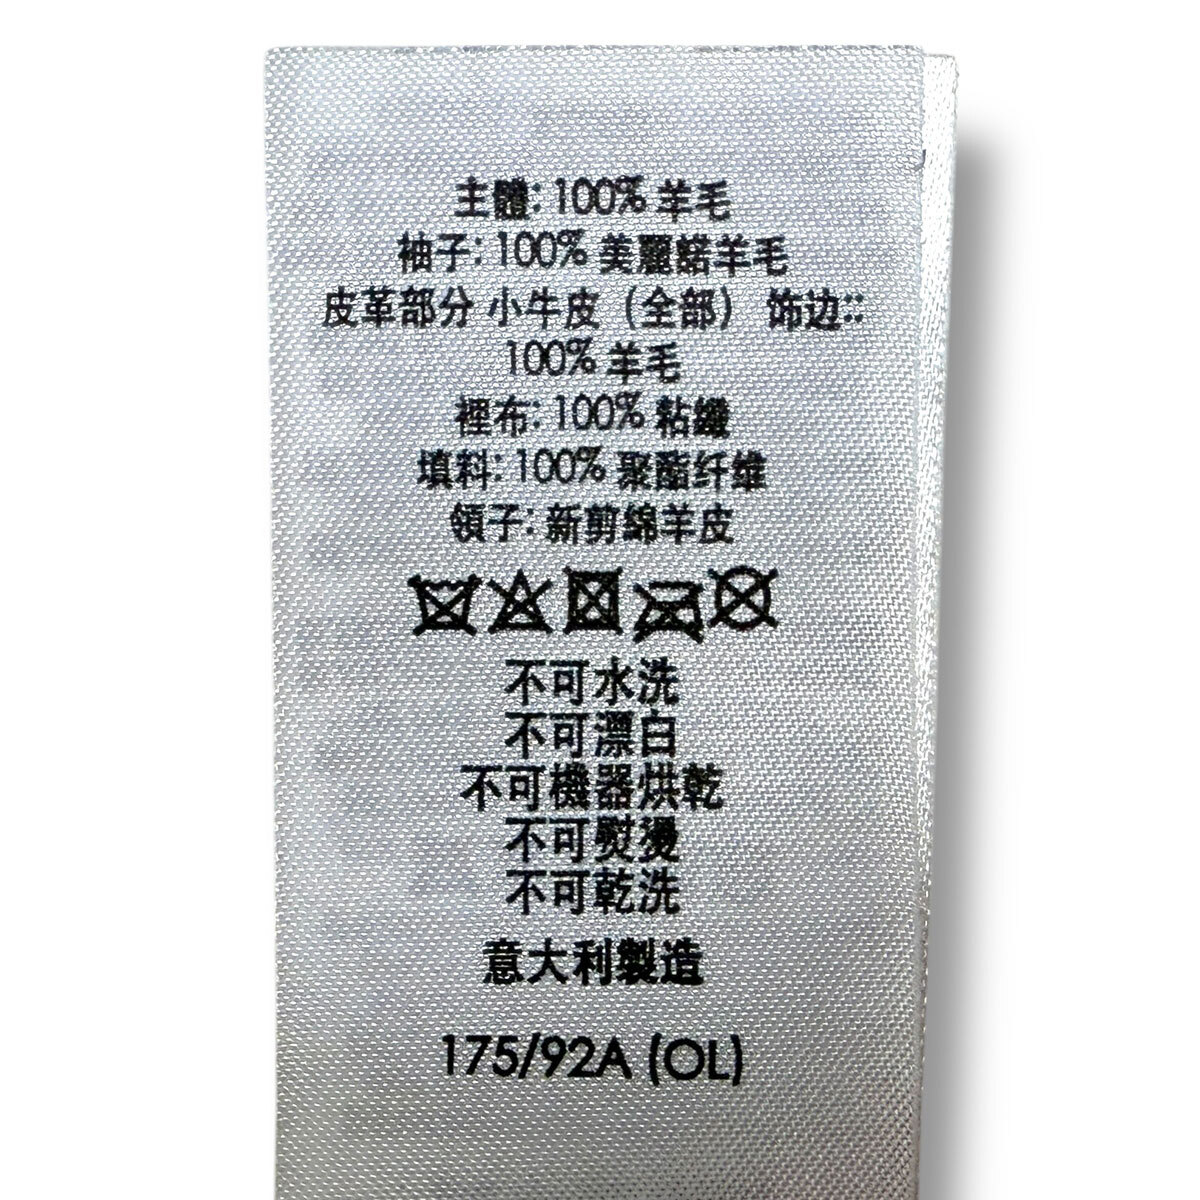 主體: 100% 羊毛
袖子: 100% 美麗諾羊毛
皮革部分 小牛皮（全部） 饰边::
100% 羊毛
裡布: 100% 粘纖
填料: 100% 聚酯纤维
領子: 新剪綿羊皮
不可水洗
不可漂白
不可機器烘乾
不可熨燙
不可乾洗
意大利製造
175/92A (OL)